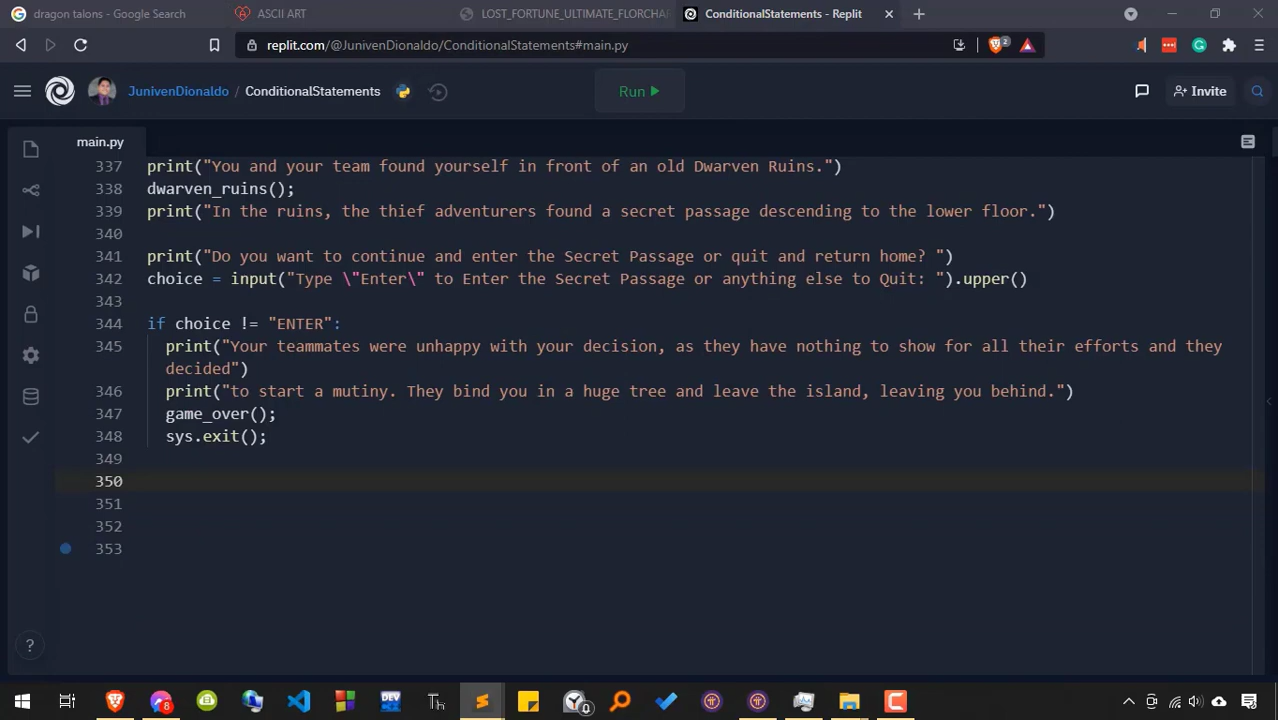 dragon talons - Google Search
ASCII ART
LOST_FORTUNE_ULTIMATE_FLORCHA
ConditionalStatements - Replit
replit.com/@JunivenDionaldo/ConditionalStatements#main.py
2
JunivenDionaldo / ConditionalStatements
Run
Invite
main.py
337 print("You and your team found yourself in front of an old Dwarven Ruins.")
338 dwarven_ruins();
339 print("In the ruins, the thief adventurers found a secret passage descending to the lower floor.")
340
341 print("Do you want to continue and enter the Secret Passage or quit and return home? ")
342 choice = input("Type \"Enter\" to Enter the Secret Passage or anything else to Quit: ").upper()
343
344 if choice != "ENTER":
345 print("Your teammates were unhappy with your decision, as they have nothing to show for all their efforts and they
decided")
346 print("to start a mutiny. They bind you in a huge tree and leave the island, leaving you behind.")
347 game_over();
348 sys.exit();
349
350
351
352
353
?
8
DEV
Th